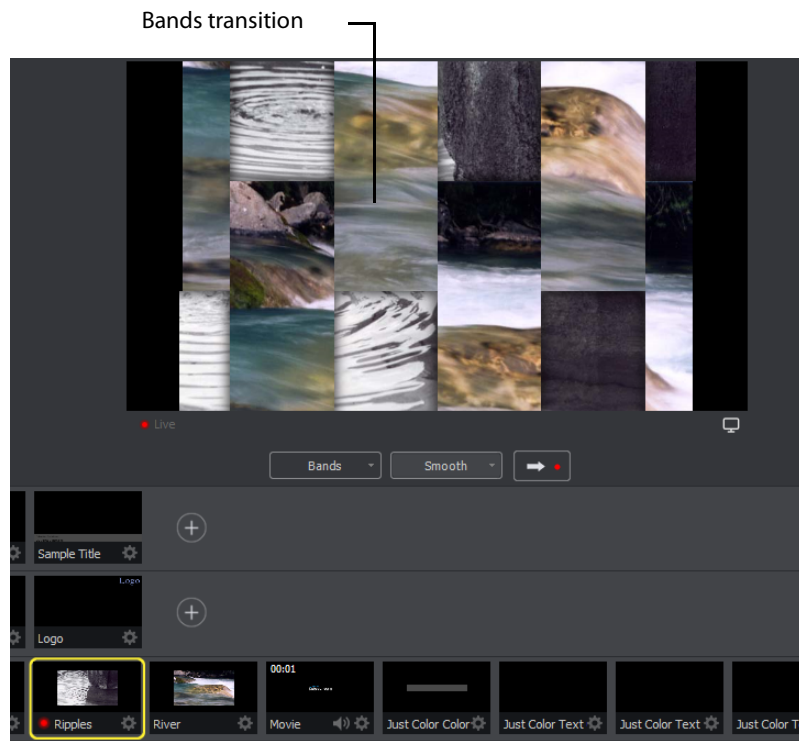 Bands transition
Live
Bands
Smooth
Sample Title
Logo
Logo
00:01
Ripples
River
Movie
Just Color Color
Just Color Text
Just Color Text
Just Color T